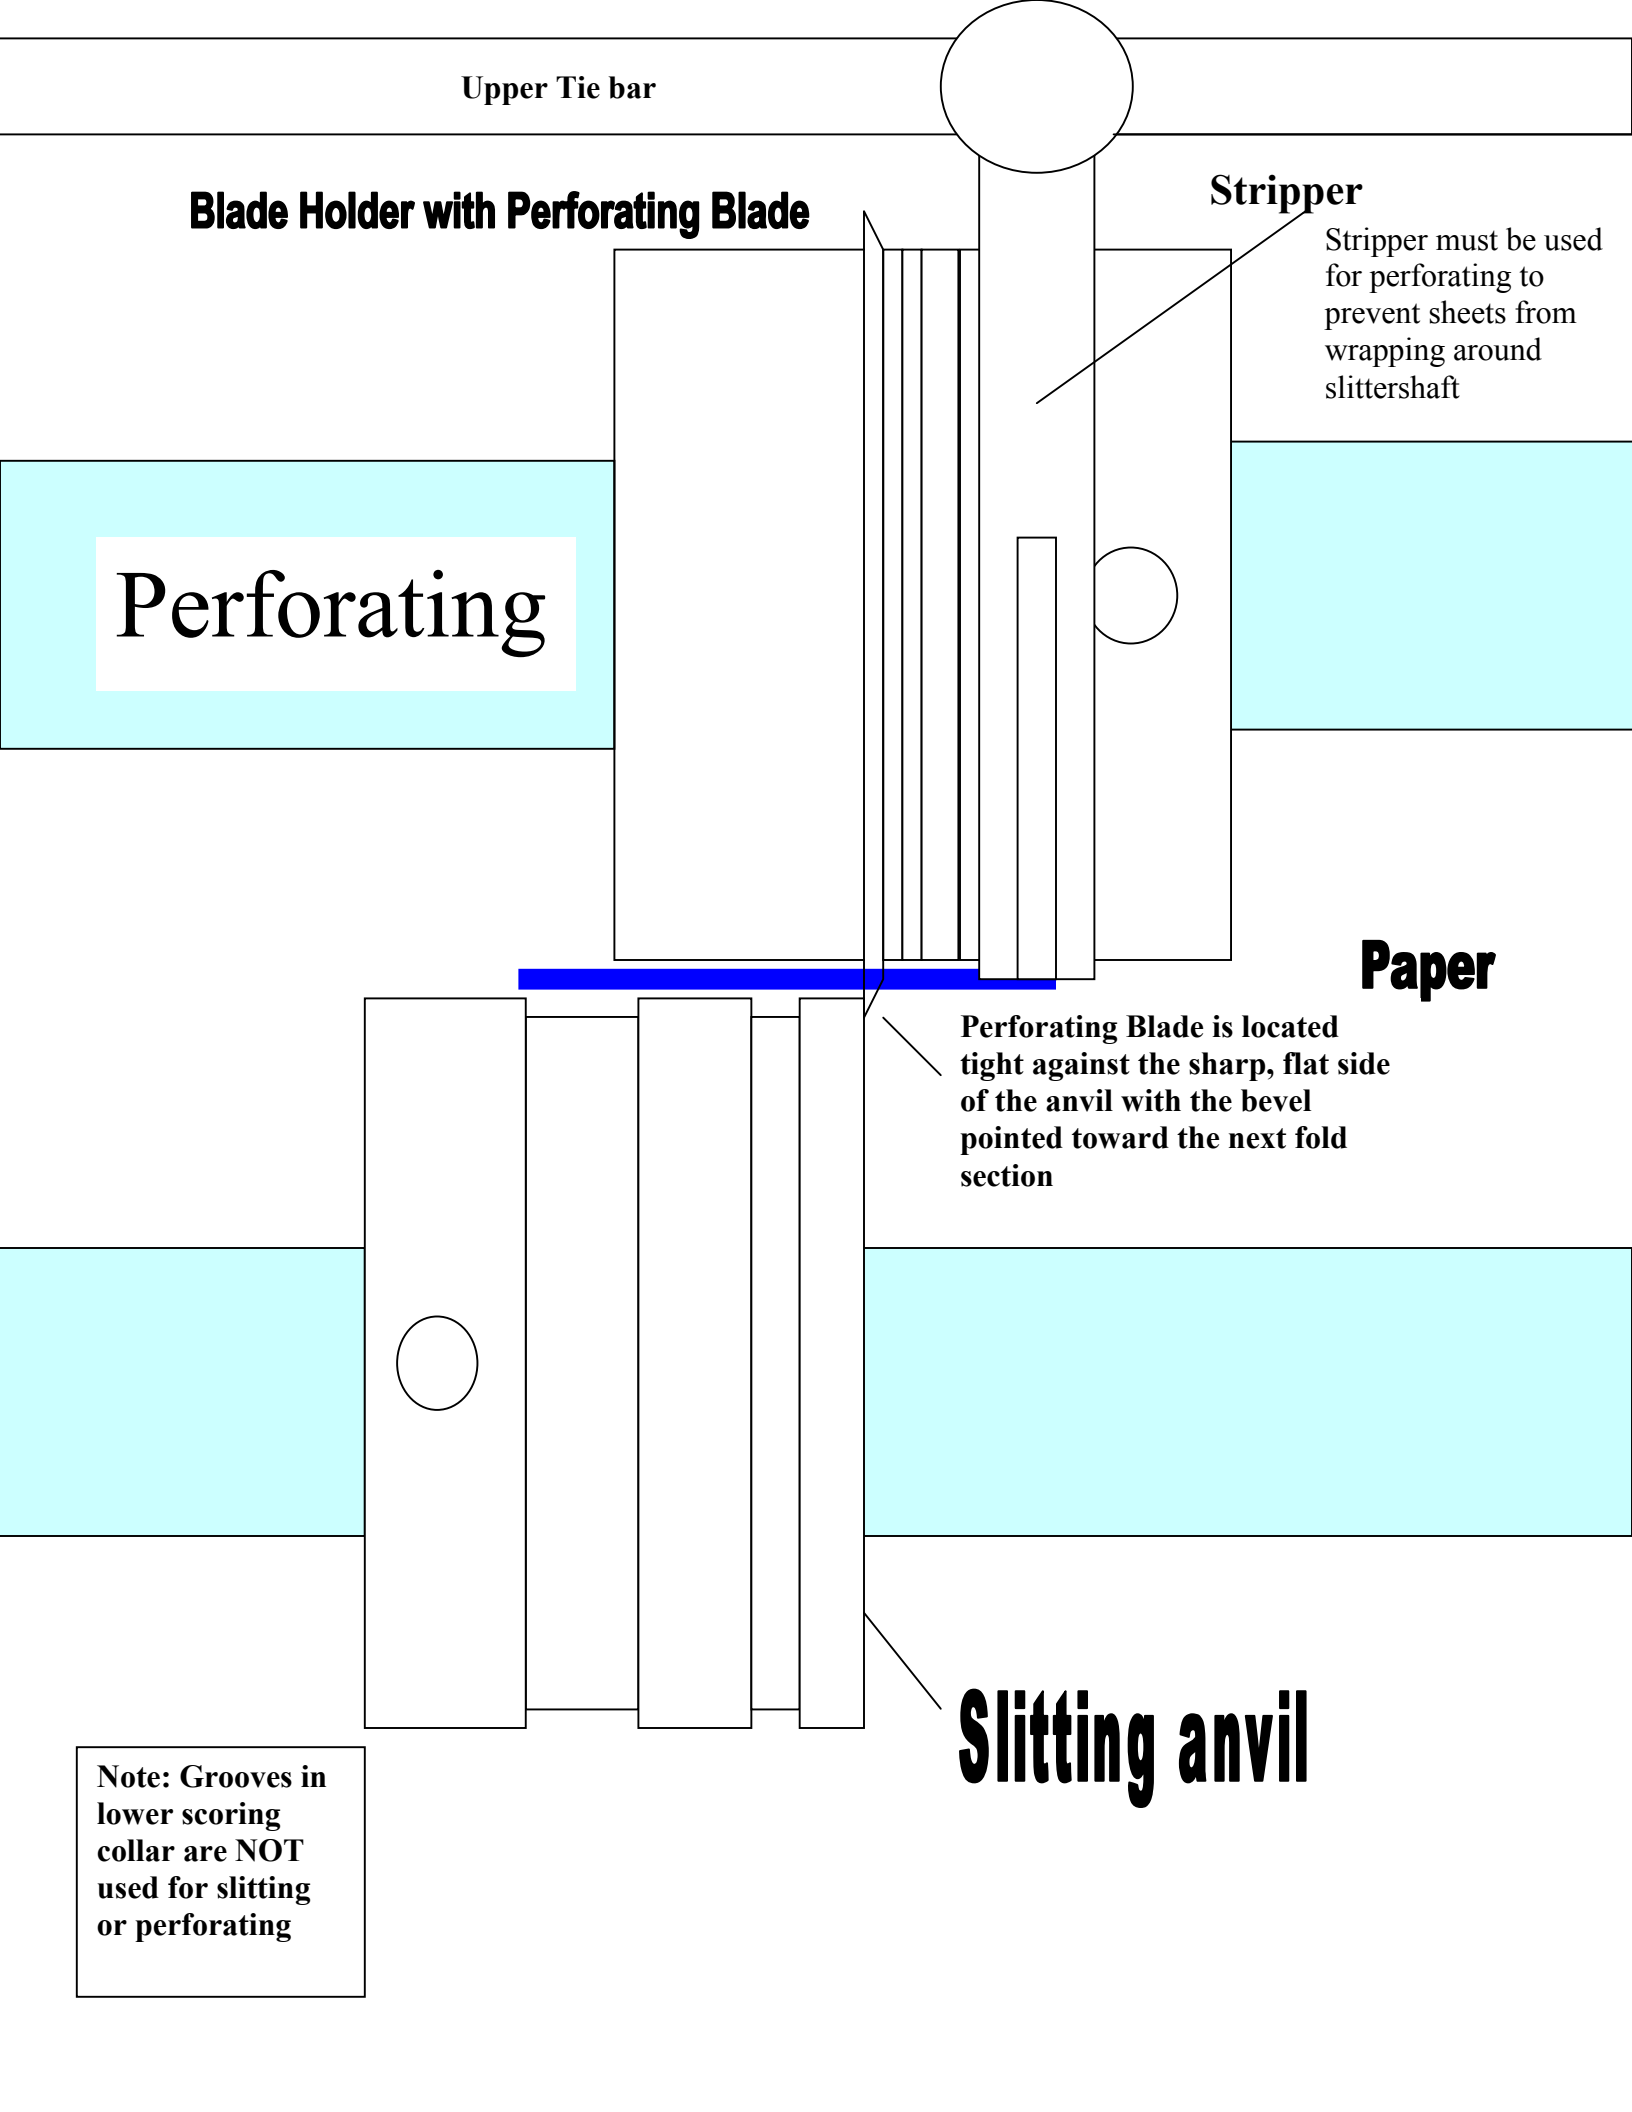 Upper Tie bar
Blade Holder with Perforating Blade
Stripper
Stripper must be used
for perforating to
prevent sheets from
wrapping around
slittershaft
Perforating
Paper
Perforating Blade is located
tight against the sharp, flat side
of the anvil with the bevel
pointed toward the next fold
section
Slitting anvil
Note: Grooves in
lower scoring
collar are NOT
used for slitting
or perforating